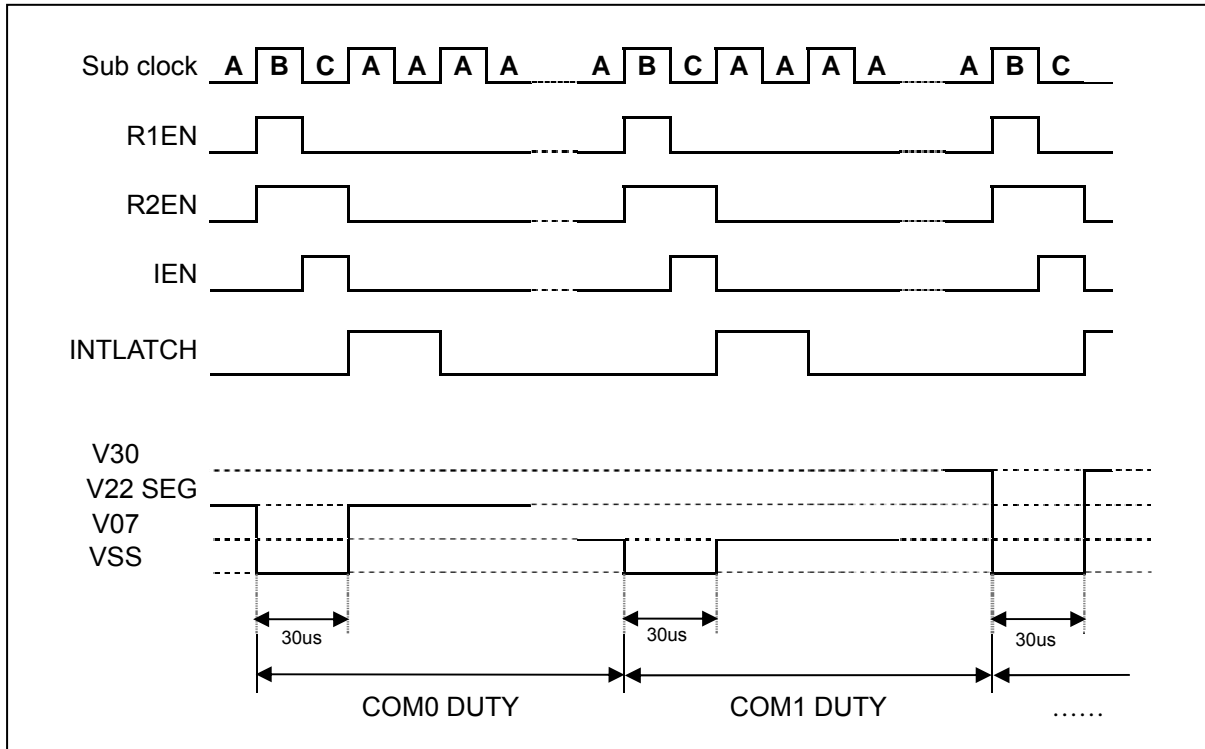 Sub clock A B C A A A A A B C A A A A A B C
R1EN
R2EN
IEN
INTLATCH
V30
V22 SEG
V07
VSS
30us 30us 30us
COM0 DUTY COM1 DUTY ……